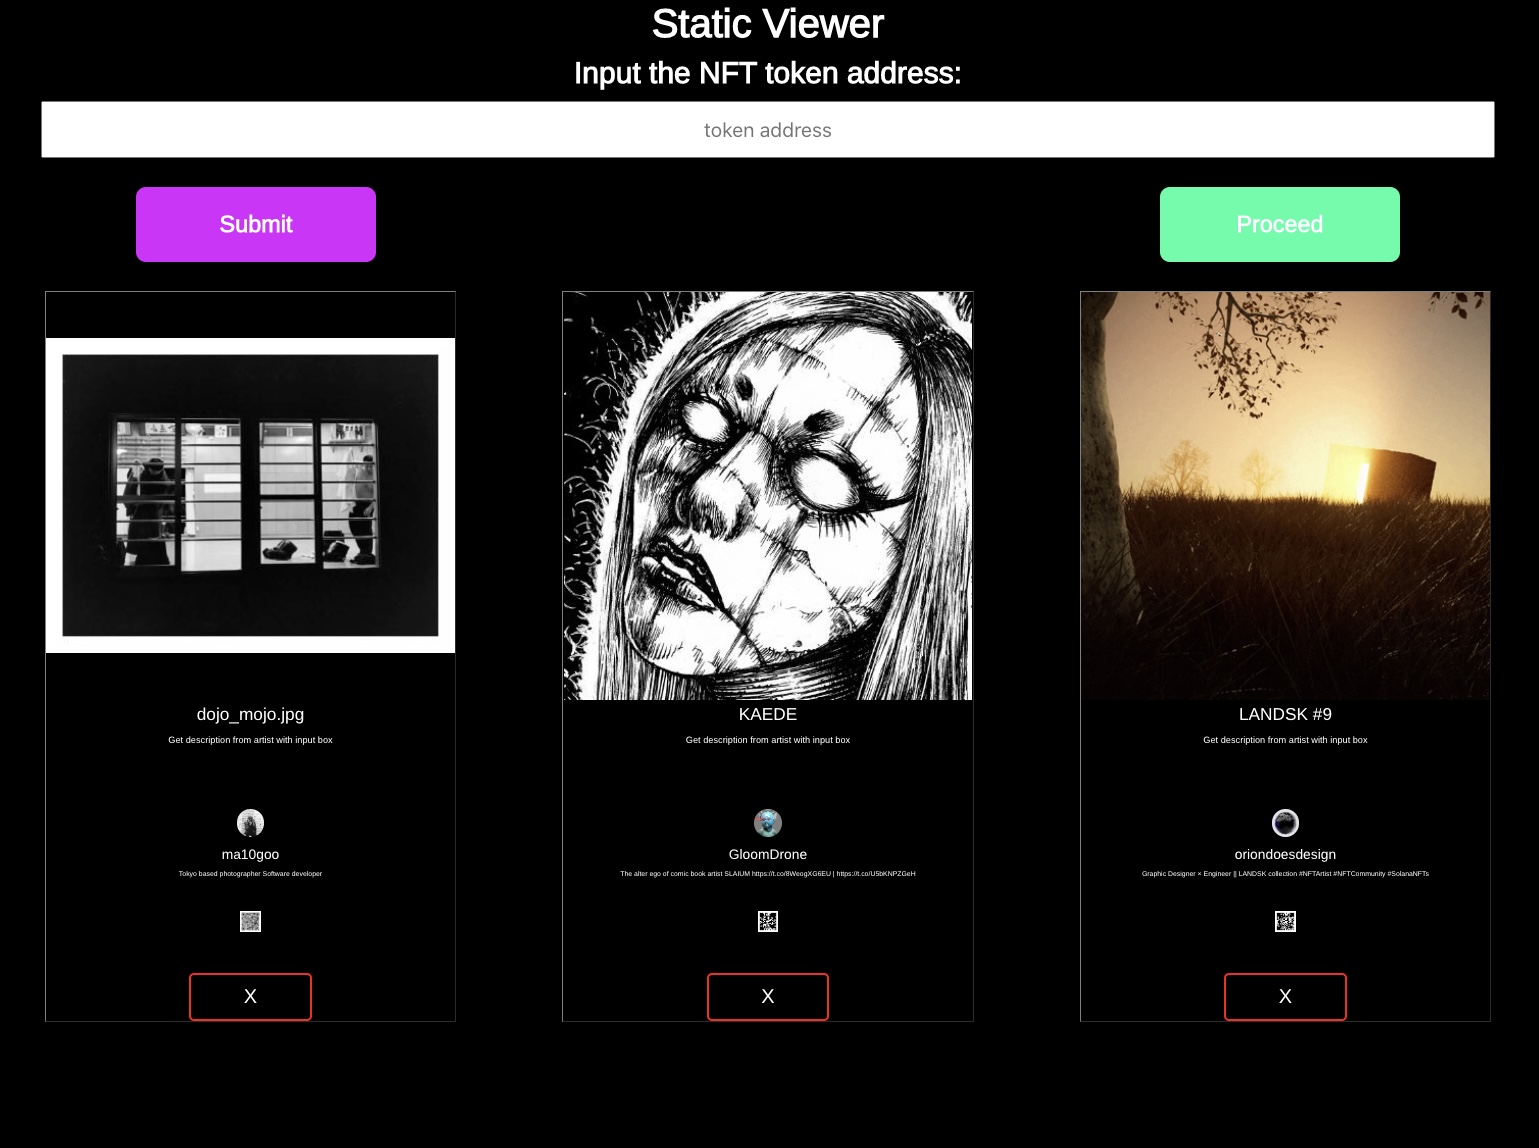 Static Viewer
Input the NFT token address:
token address
Submit
Proceed
dojo_mojo.jpg
Get description from artist with input box
ma10goo
Tokyo based photographer Software developer
X
KAEDE
Get description from artist with input box
GloomDrone
The alter ego of comic book artist SLAIUM https://t.co/8WeogXG6EU | https://t.co/U5bKNPZGeH
X
LANDSK #9
Get description from artist with input box
oriondoesdesign
Graphic Designer × Engineer || LANDSK collection #NFTArtist #NFTCommunity #SolanaNFTs
X